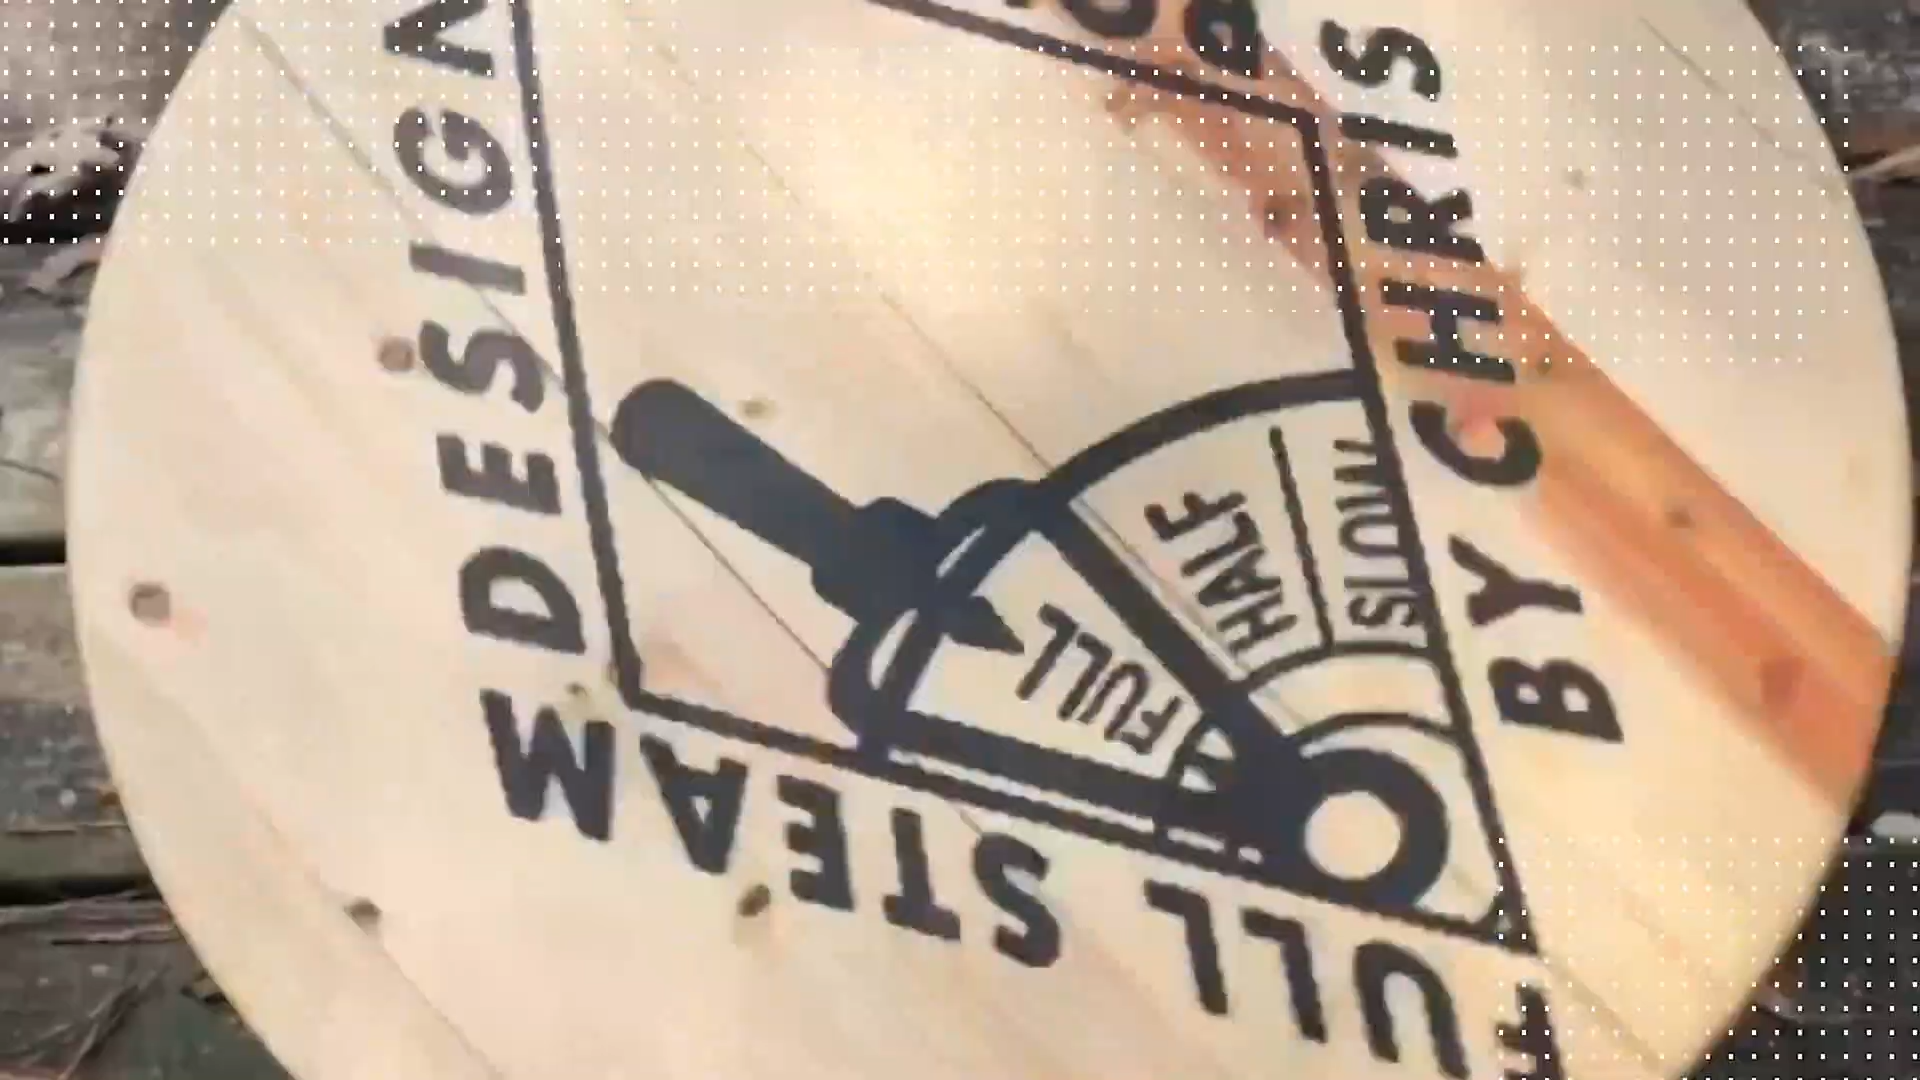 FULL STEAM
DESIGN
BY CHRIS
FULL
HALF
SLOW